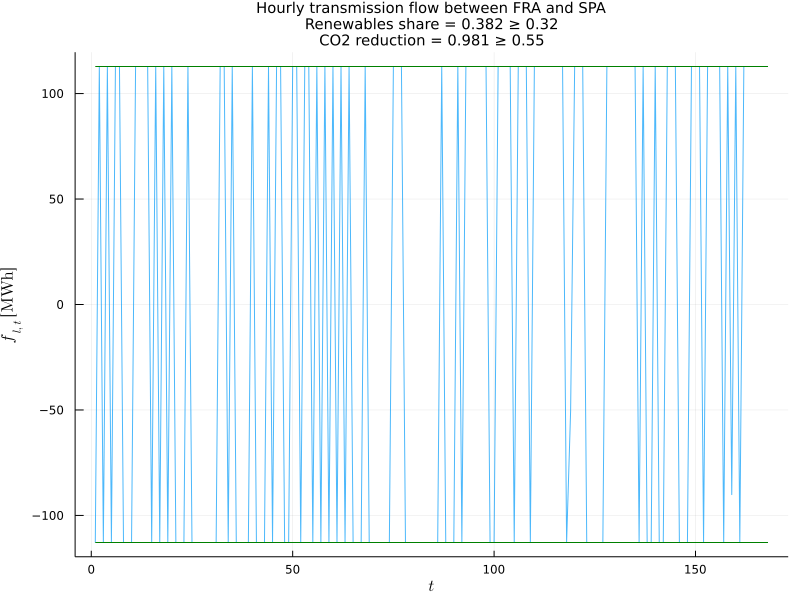 Hourly transmission flow between FRA and SPA
Renewables share = 0.382 ≥ 0.32
CO2 reduction = 0.981 ≥ 0.55
100
50
0
−50
−100
f l,t [MWh]
0
50
100
150
t